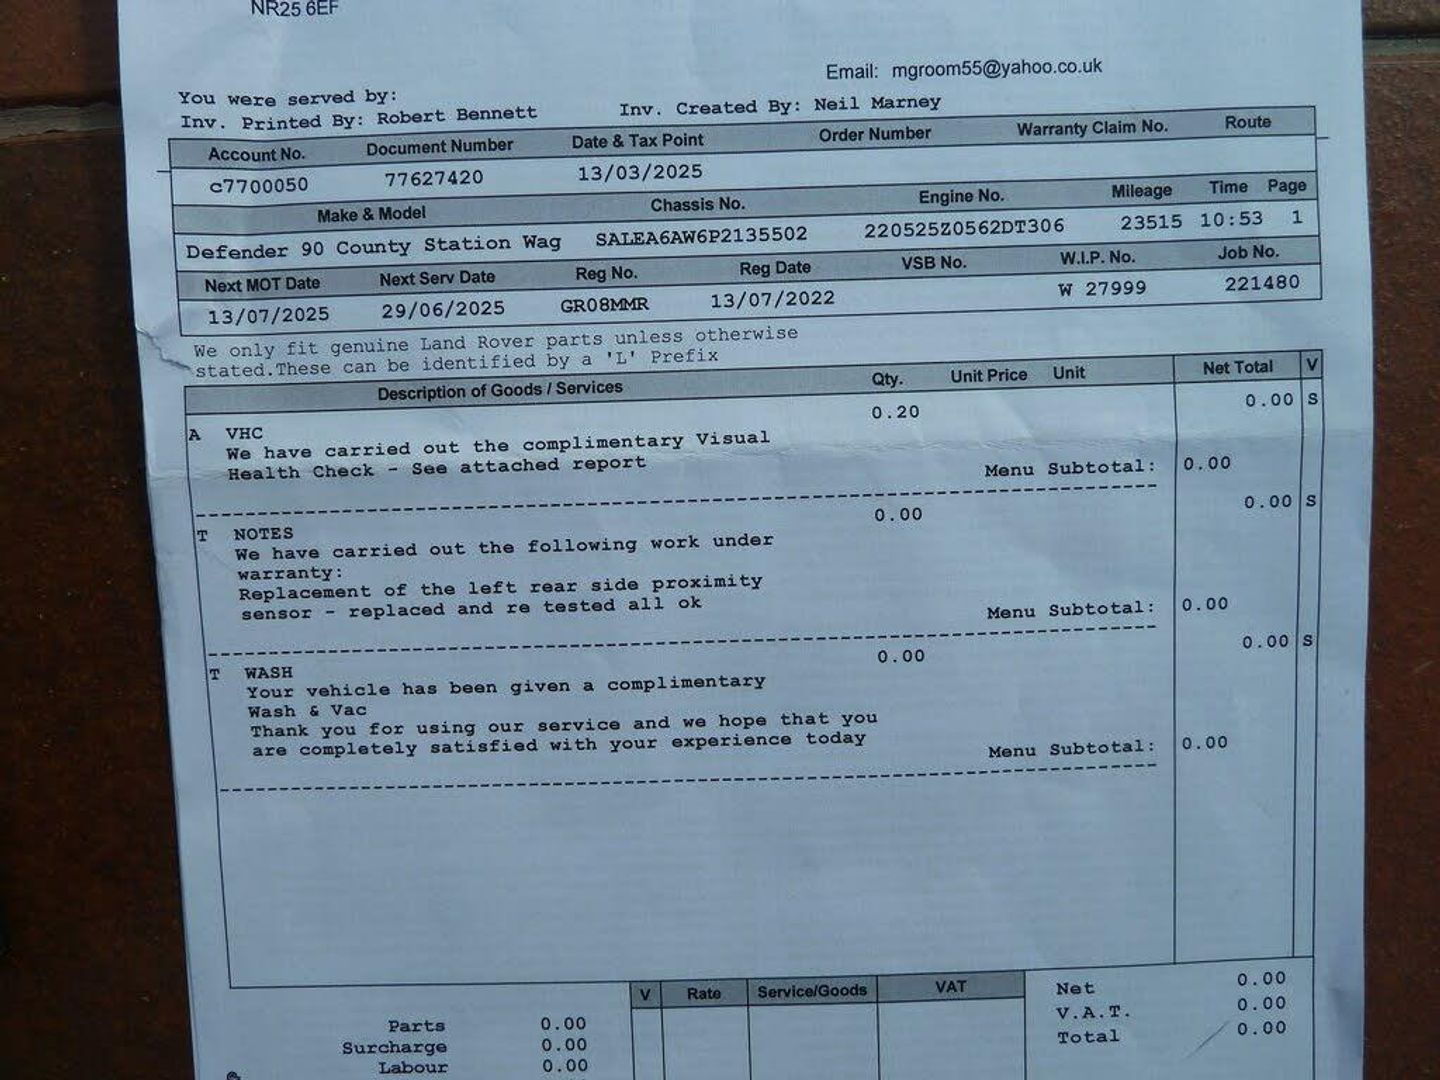 NR25 6EF
Email: mgroom55@yahoo.co.uk
You were served by:
Inv. Printed By: Robert Bennett Inv. Created By: Neil Marney
Account No. Document Number Date & Tax Point Order Number Warranty Claim No. Route
c7700050 77627420 13/03/2025
Make & Model Chassis No. Engine No. Mileage Time Page
Defender 90 County Station Wag SALEA6AW6P2135502 220525Z0562DT306 23515 10:53 1
Next MOT Date Next Serv Date Reg No. Reg Date VSB No. W.I.P. No. Job No.
13/07/2025 29/06/2025 GR08MMR 13/07/2022 W 27999 221480
We only fit genuine Land Rover parts unless otherwise
stated.These can be identified by a 'L' Prefix
Description of Goods / Services Qty. Unit Price Unit Net Total V
A VHC 0.20 0.00 S
We have carried out the complimentary Visual
Health Check - See attached report Menu Subtotal: 0.00
T NOTES 0.00 0.00 S
We have carried out the following work under
warranty:
Replacement of the left rear side proximity
sensor - replaced and re tested all ok Menu Subtotal: 0.00
T WASH 0.00 0.00 S
Your vehicle has been given a complimentary
Wash & Vac
Thank you for using our service and we hope that you
are completely satisfied with your experience today Menu Subtotal: 0.00
V Rate Service/Goods VAT Net 0.00
V.A.T. 0.00
Parts 0.00 Total 0.00
Surcharge 0.00
Labour 0.00